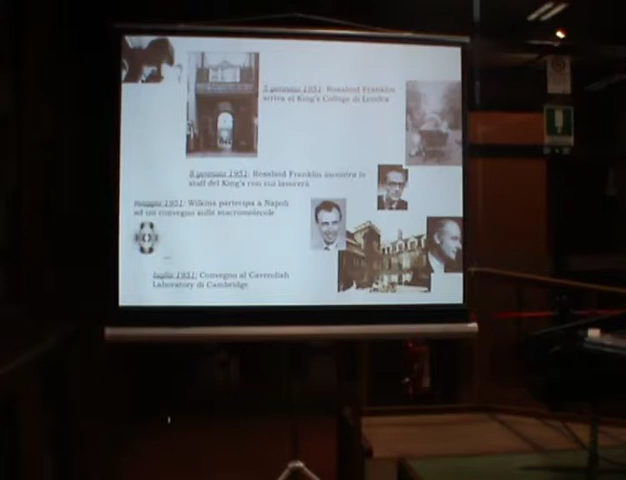 5 gennaio 1951: Rosalind Franklin
arriva al King's College di Londra
8 gennaio 1951: Rosalind Franklin incontra lo
staff del King's con cui lavorerà
maggio 1951: Wilkins partecipa a Napoli
ad un convegno sulle macromolecole
luglio 1951: Convegno al Cavendish
Laboratory di Cambridge